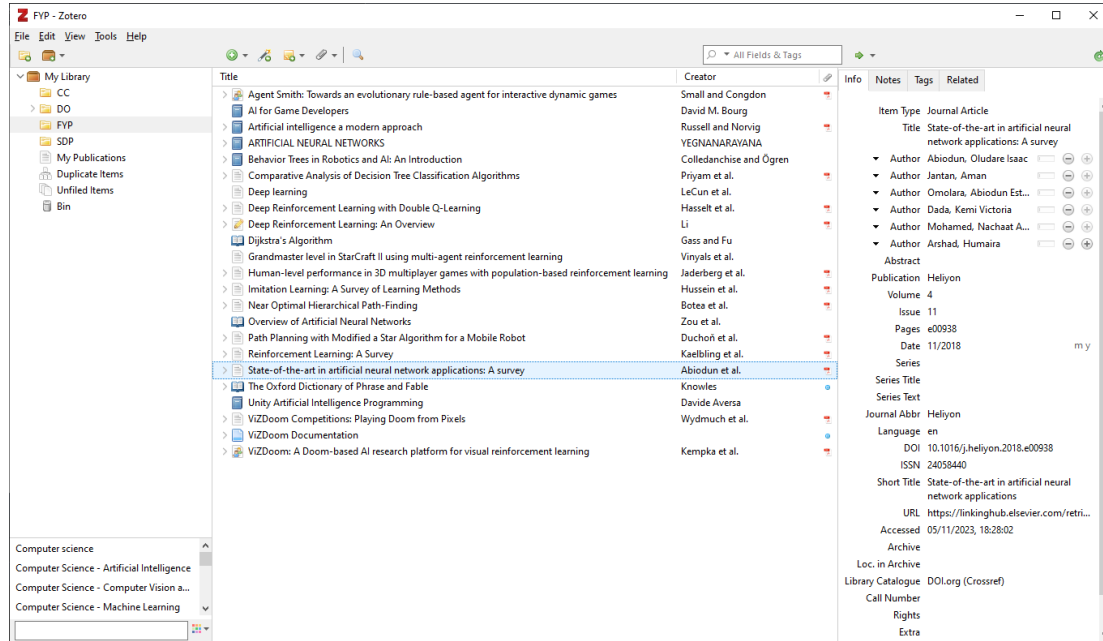 FYP - Zotero
File Edit View Tools Help
All Fields & Tags
My Library
CC
DO
FYP
SDP
My Publications
Duplicate Items
Unfiled Items
Bin
Computer science
Computer Science - Artificial Intelligence
Computer Science - Computer Vision a...
Computer Science - Machine Learning
Title Creator
Agent Smith: Towards an evolutionary rule-based agent for interactive dynamic games Small and Congdon
AI for Game Developers David M. Bourg
Artificial intelligence a modern approach Russell and Norvig
ARTIFICIAL NEURAL NETWORKS YEGNANARAYANA
Behavior Trees in Robotics and AI: An Introduction Colledanchise and Ögren
Comparative Analysis of Decision Tree Classification Algorithms Priyam et al.
Deep learning LeCun et al.
Deep Reinforcement Learning with Double Q-Learning Hasselt et al.
Deep Reinforcement Learning: An Overview Li
Dijkstra's Algorithm Gass and Fu
Grandmaster level in StarCraft II using multi-agent reinforcement learning Vinyals et al.
Human-level performance in 3D multiplayer games with population-based reinforcement learning Jaderberg et al.
Imitation Learning: A Survey of Learning Methods Hussein et al.
Near Optimal Hierarchical Path-Finding Botea et al.
Overview of Artificial Neural Networks Zou et al.
Path Planning with Modified a Star Algorithm for a Mobile Robot Duchoň et al.
Reinforcement Learning: A Survey Kaelbling et al.
State-of-the-art in artificial neural network applications: A survey Abiodun et al.
The Oxford Dictionary of Phrase and Fable Knowles
Unity Artificial Intelligence Programming Davide Aversa
ViZDoom Competitions: Playing Doom from Pixels Wydmuch et al.
ViZDoom Documentation
ViZDoom: A Doom-based AI research platform for visual reinforcement learning Kempka et al.
Info Notes Tags Related
Item Type Journal Article
Title State-of-the-art in artificial neural
network applications: A survey
Author Abiodun, Oludare Isaac
Author Jantan, Aman
Author Omolara, Abiodun Est...
Author Dada, Kemi Victoria
Author Mohamed, Nachaat A...
Author Arshad, Humaira
Abstract
Publication Heliyon
Volume 4
Issue 11
Pages e00938
Date 11/2018 m y
Series
Series Title
Series Text
Journal Abbr Heliyon
Language en
DOI 10.1016/j.heliyon.2018.e00938
ISSN 24058440
Short Title State-of-the-art in artificial neural
network applications
URL https://linkinghub.elsevier.com/retri...
Accessed 05/11/2023, 18:28:02
Archive
Loc. in Archive
Library Catalogue DOI.org (Crossref)
Call Number
Rights
Extra